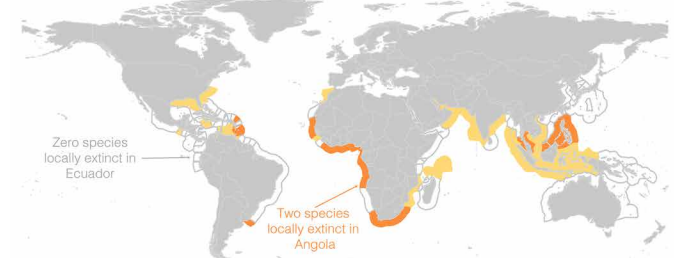 Zero species
locally extinct in
Ecuador
Two species
locally extinct in
Angola